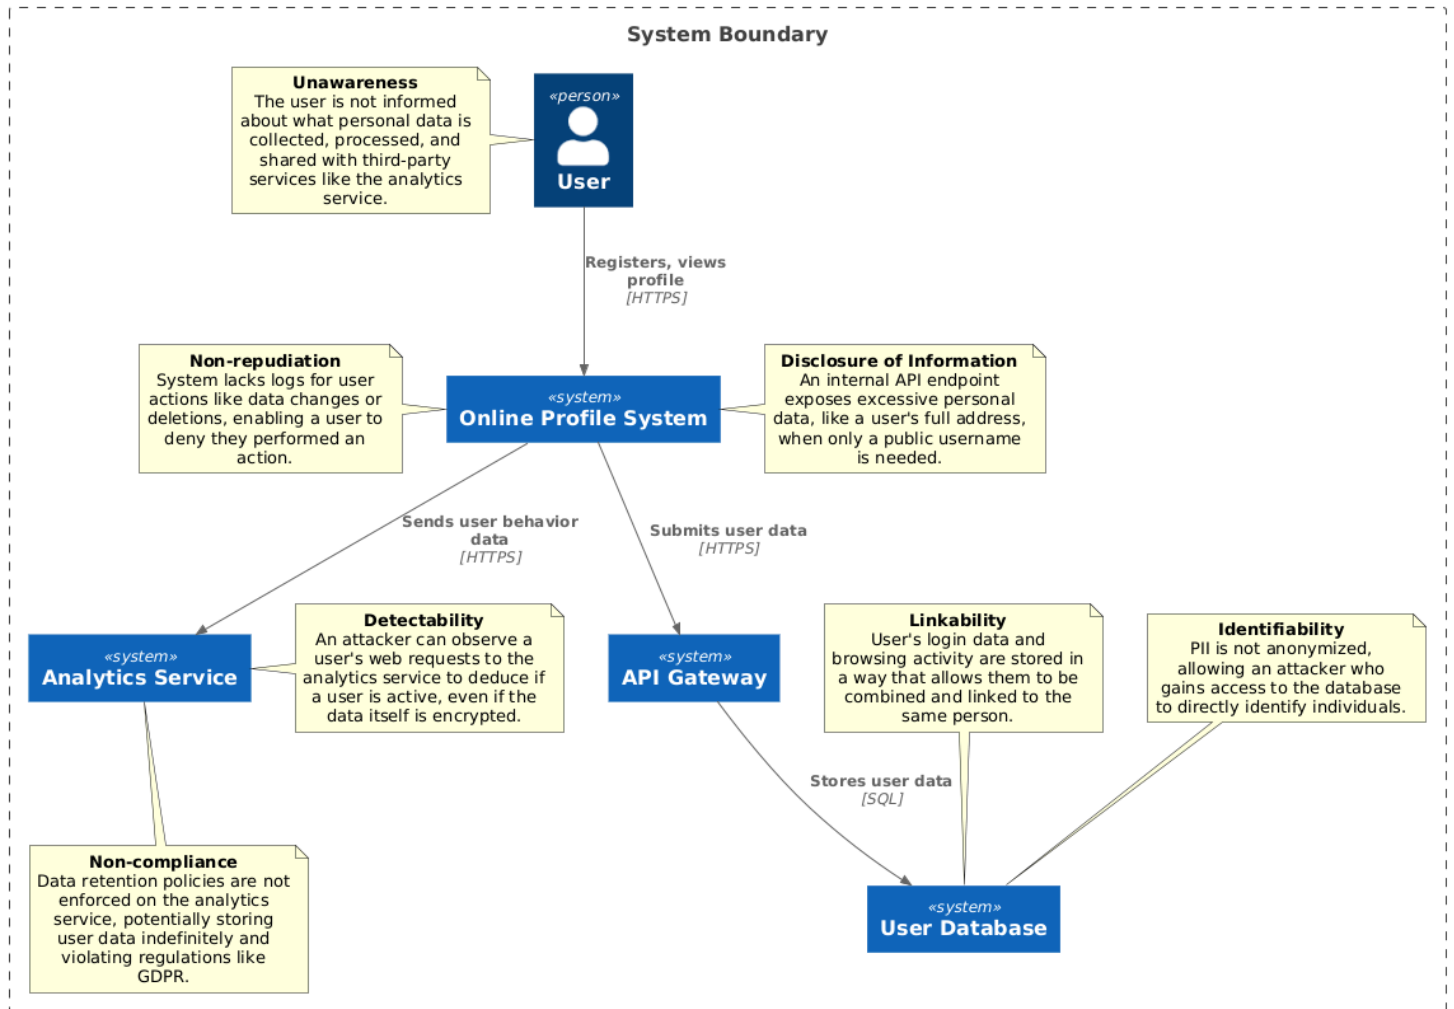 System Boundary
Unawareness
The user is not informed
about what personal data is
collected, processed, and
shared with third-party
services like the analytics
service.
«person»
User
Registers, views
profile
[HTTPS]
Non-repudiation
System lacks logs for user
actions like data changes or
deletions, enabling a user to
deny they performed an
action.
«system»
Online Profile System
Disclosure of Information
An internal API endpoint
exposes excessive personal
data, like a user's full address,
when only a public username
is needed.
Sends user behavior
data
[HTTPS]
Submits user data
[HTTPS]
«system»
Analytics Service
Detectability
An attacker can observe a
user's web requests to the
analytics service to deduce if
a user is active, even if the
data itself is encrypted.
«system»
API Gateway
Linkability
User's login data and
browsing activity are stored in
a way that allows them to be
combined and linked to the
same person.
Identifiability
PII is not anonymized,
allowing an attacker who
gains access to the database
to directly identify individuals.
Stores user data
[SQL]
Non-compliance
Data retention policies are not
enforced on the analytics
service, potentially storing
user data indefinitely and
violating regulations like
GDPR.
«system»
User Database